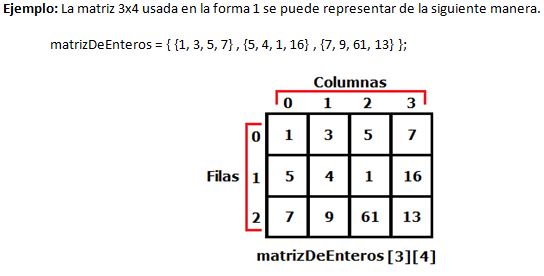 Ejemplo: La matriz 3x4 usada en la forma 1 se puede representar de la siguiente manera.
matrizDeEnteros = { {1, 3, 5, 7} , {5, 4, 1, 16} , {7, 9, 61, 13} };
Columnas
0 1 2 3
0 1 3 5 7
Filas 1 5 4 1 16
2 7 9 61 13
matrizDeEnteros [3][4]